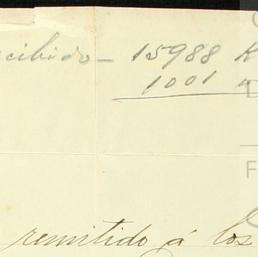 ecibido - 15988 K
1001 "
remitido á los